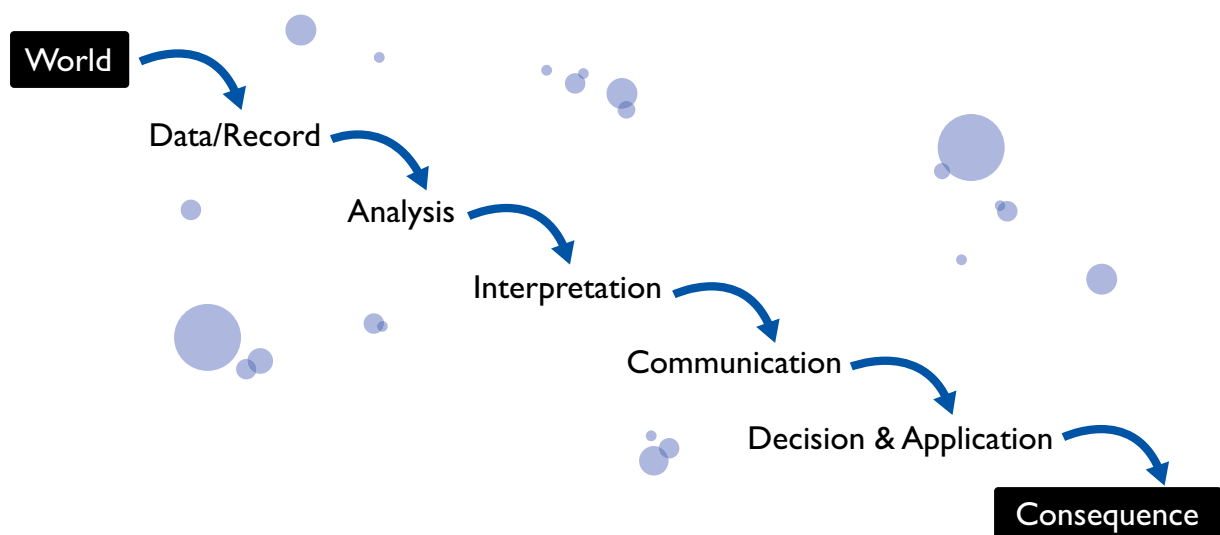 World
Data/Record
Analysis
Interpretation
Communication
Decision & Application
Consequence